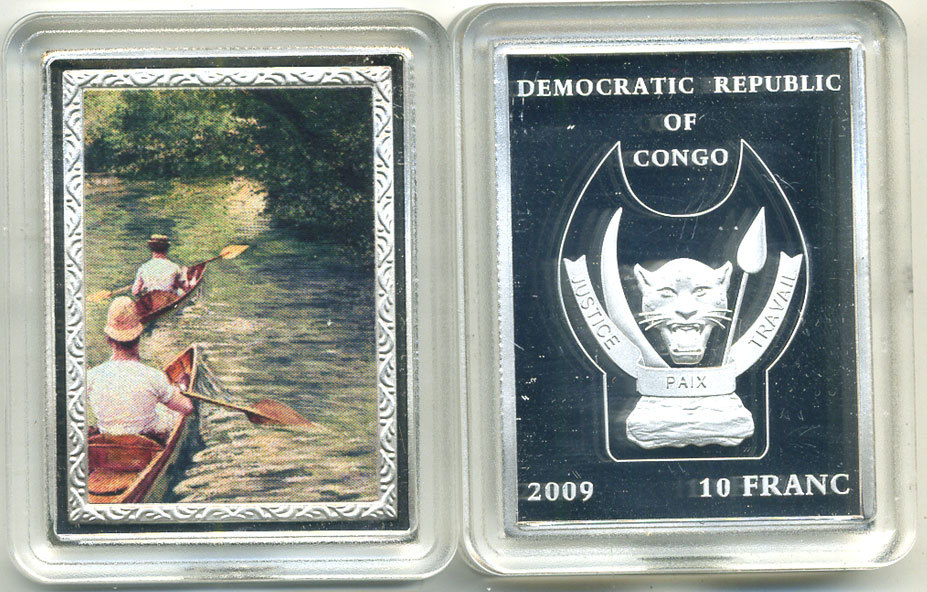 DEMOCRATIC REPUBLIC
OF
CONGO
JUSTICE
PAIX
TRAVAIL
2009
10 FRANC